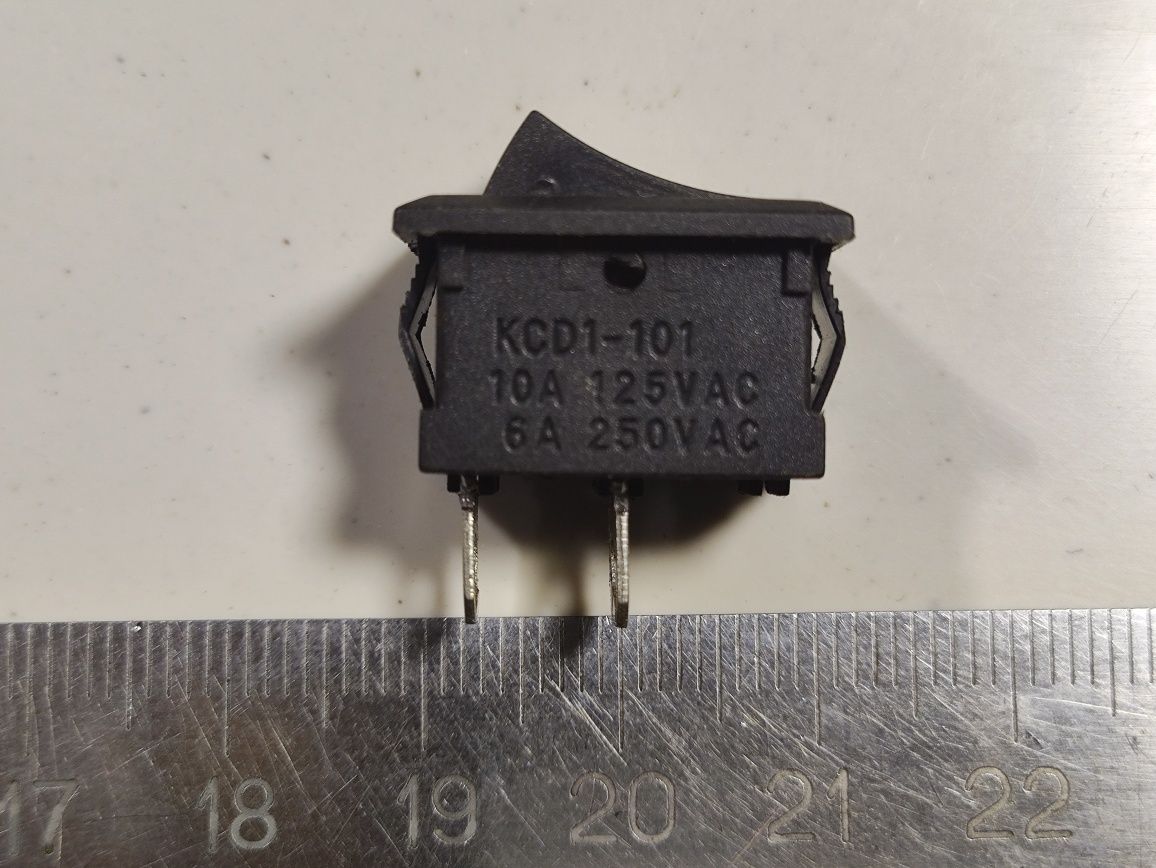 KCD1-101
10A 125VAC
6A 250VAC
17 18 19 20 21 22